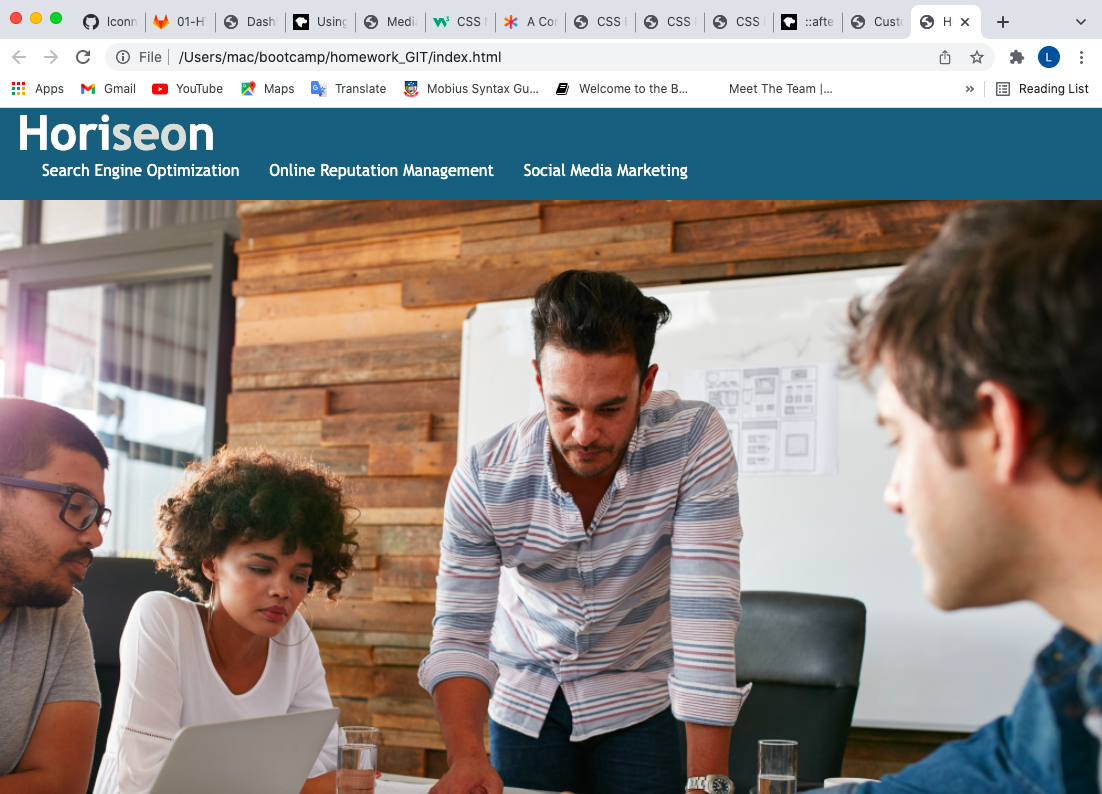 Iconn 01-H Dash Using Medi CSS A Co CSS CSS CSS ::afte Cust H
File /Users/mac/bootcamp/homework_GIT/index.html
Apps Gmail YouTube Maps Translate Mobius Syntax Gu... Welcome to the B... Meet The Team |... » Reading List
Horiseon
Search Engine Optimization Online Reputation Management Social Media Marketing